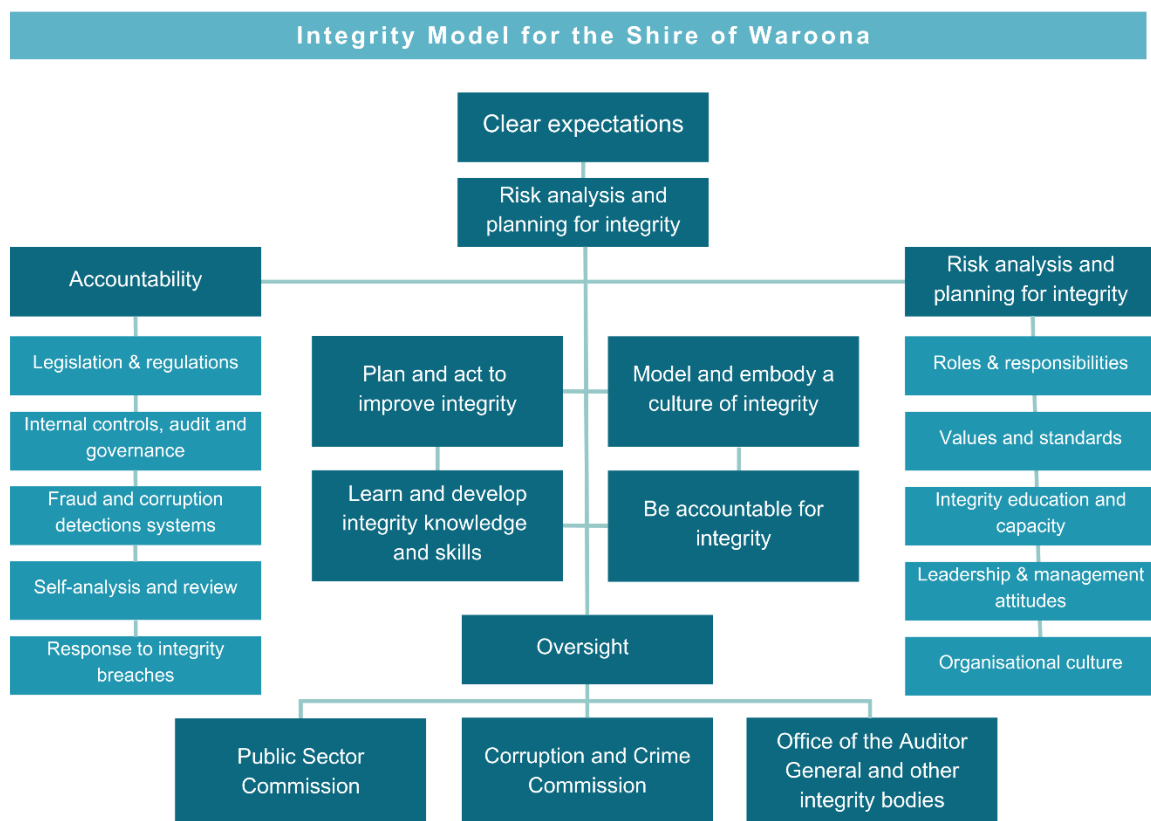 Integrity Model for the Shire of Waroona
Clear expectations
Risk analysis and
planning for integrity
Accountability
Legislation & regulations
Internal controls, audit and
governance
Fraud and corruption
detections systems
Self-analysis and review
Response to integrity
breaches
Plan and act to
improve integrity
Model and embody a
culture of integrity
Learn and develop
integrity knowledge
and skills
Be accountable for
integrity
Risk analysis and
planning for integrity
Roles & responsibilities
Values and standards
Integrity education and
capacity
Leadership & management
attitudes
Organisational culture
Oversight
Public Sector
Commission
Corruption and Crime
Commission
Office of the Auditor
General and other
integrity bodies